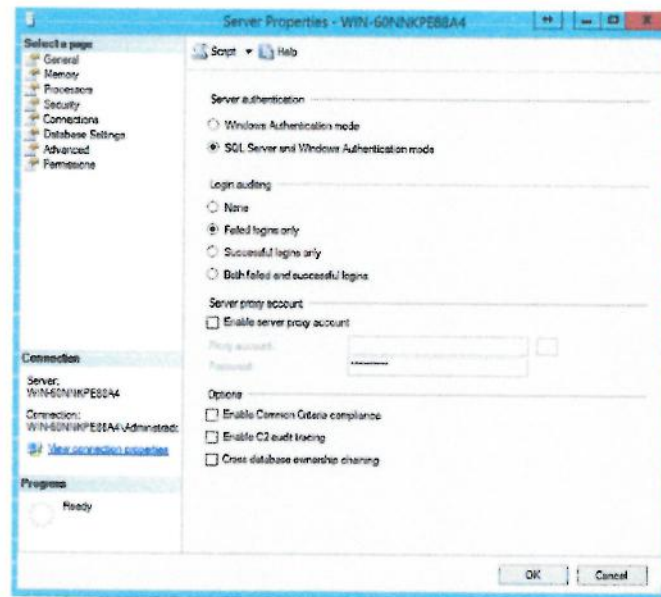 Server Properties - WIN-60NNKPE88A4
Select a page
General
Memory
Processors
Security
Connections
Database Settings
Advanced
Permissions
Script
Help
Server authentication
Windows Authentication mode
SQL Server and Windows Authentication mode
Login auditing
None
Failed logins only
Successful logins only
Both failed and successful logins
Server proxy account
Enable server proxy account
Proxy account:
Password:
Options
Enable Common Criteria compliance
Enable C2 audit tracing
Cross database ownership chaining
Connection
Server:
WIN-60NNKPE88A4
Connection:
WIN-60NNKPE88A4\Administrat
View connection properties
Progress
Ready
OK
Cancel